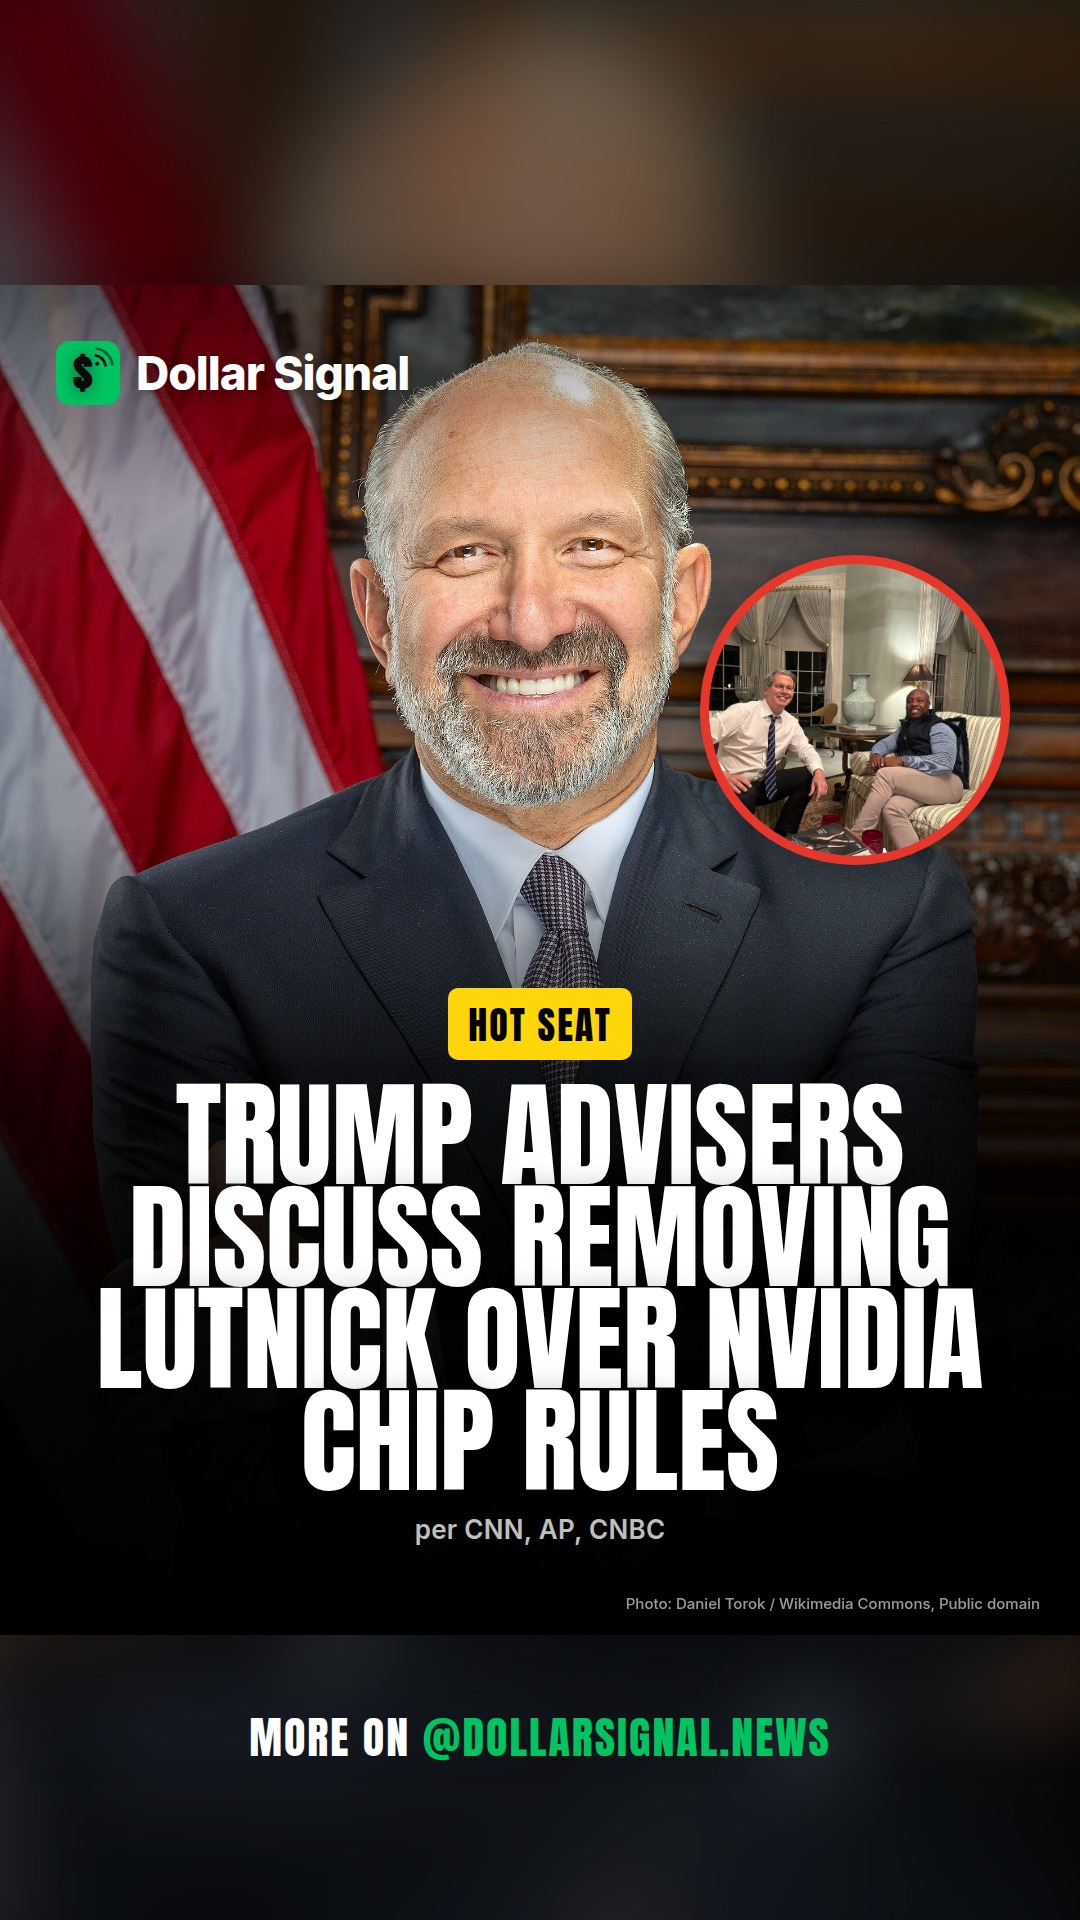 Dollar Signal
HOT SEAT
TRUMP ADVISERS
DISCUSS REMOVING
LUTNICK OVER NVIDIA
CHIP RULES
per CNN, AP, CNBC
Photo: Daniel Torok / Wikimedia Commons, Public domain
MORE ON @DOLLARSIGNAL.NEWS